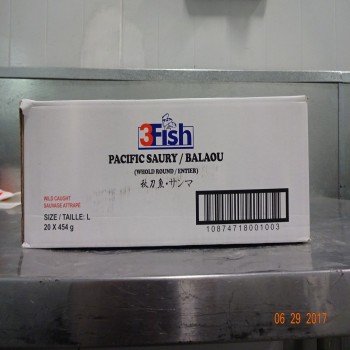 3Fish
PACIFIC SAURY / BALAOU
(WHOLE ROUND / ENTIER)
秋刀魚・サンマ
WILD CAUGHT
SAUVAGE ATTRAPE
SIZE / TAILLE: L
20 X 454 g
10874718001003
06 29 2017